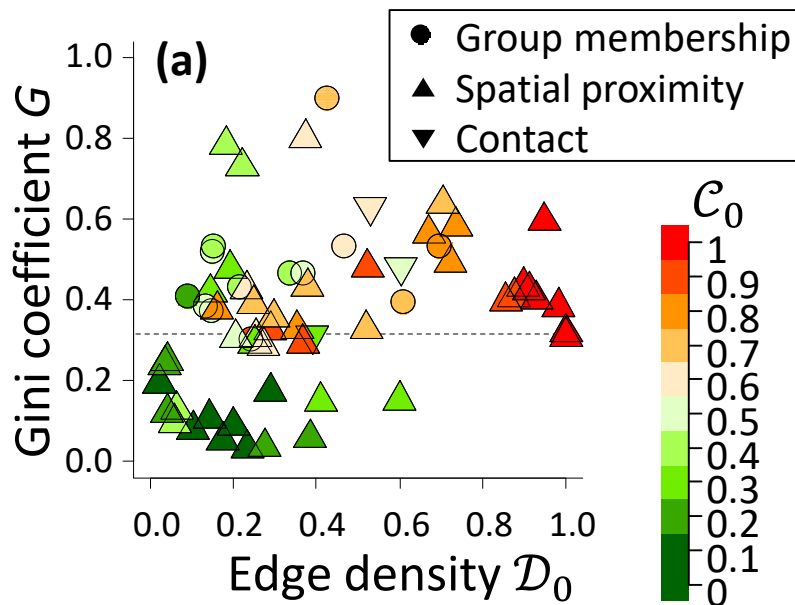 (a)
Group membership
Spatial proximity
Contact
Gini coefficient G
1.0
0.8
0.6
0.4
0.2
0.0
0.0 0.2 0.4 0.6 0.8 1.0
Edge density 𝒟₀
𝒞₀
1
0.9
0.8
0.7
0.6
0.5
0.4
0.3
0.2
0.1
0